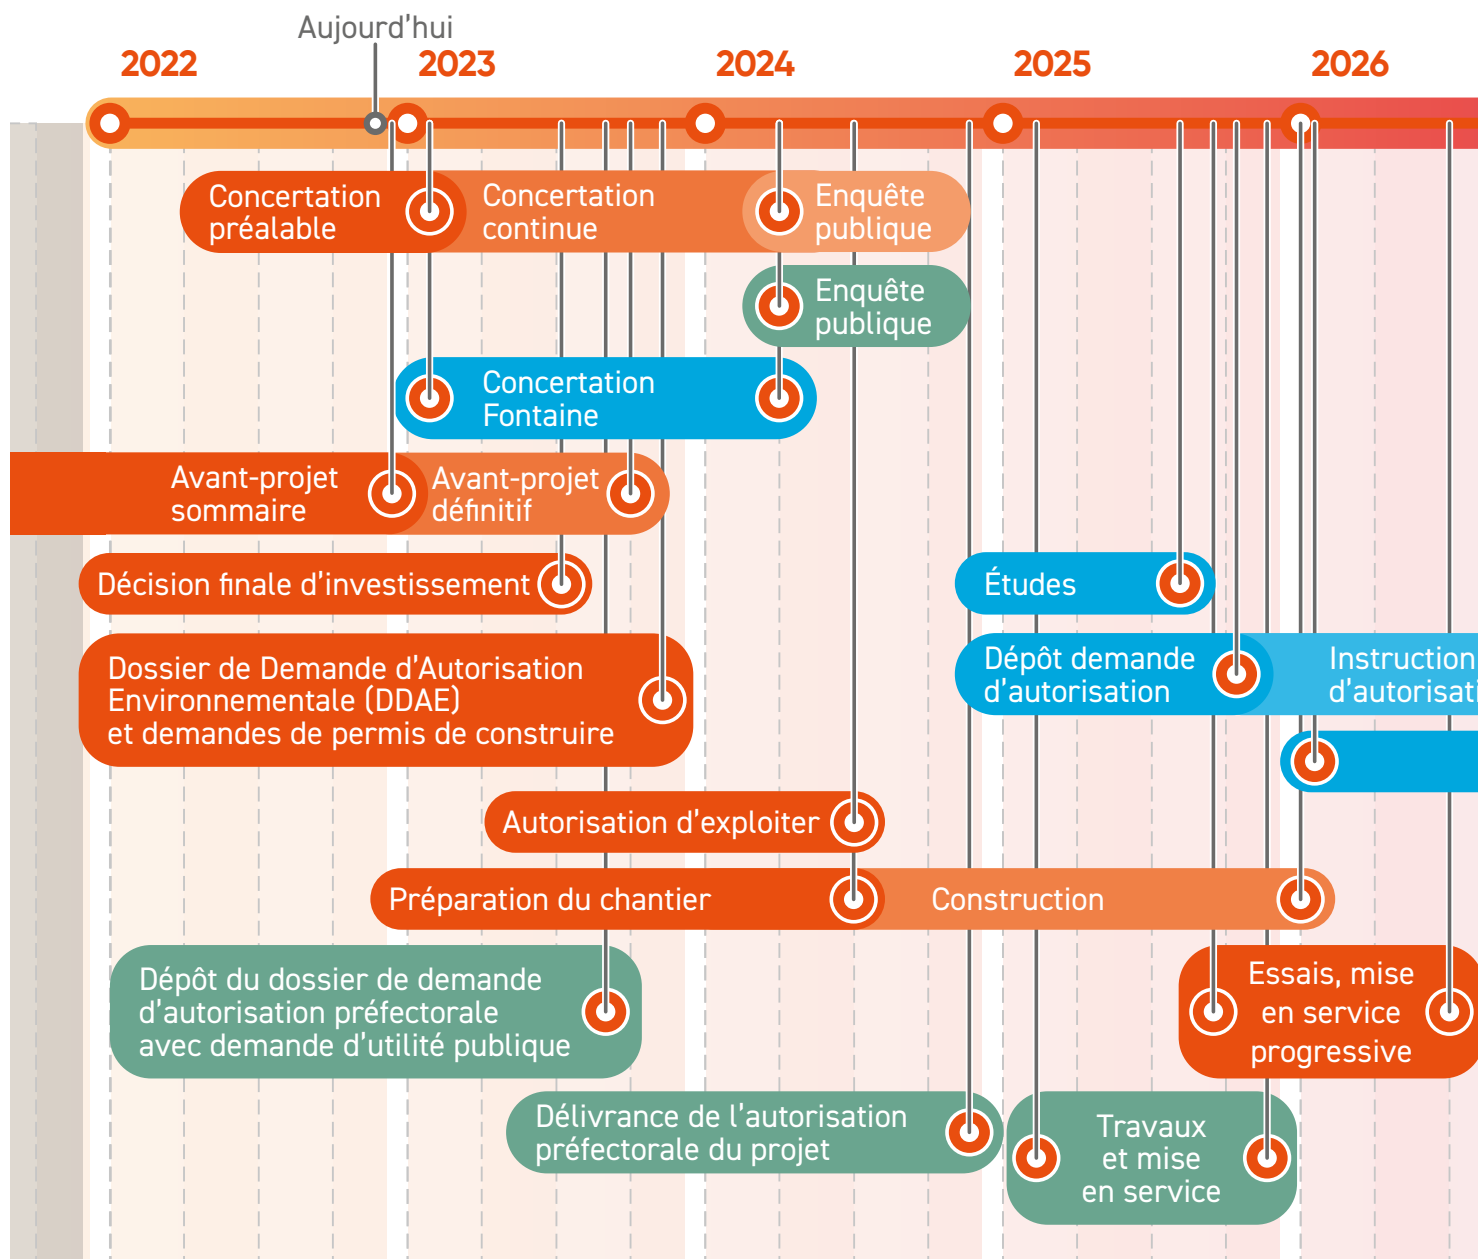 Aujourd'hui
2022
2023
2024
2025
2026
Concertation
préalable
Concertation
continue
Enquête
publique
Enquête
publique
Concertation
Fontaine
Avant-projet
sommaire
Avant-projet
définitif
Décision finale d'investissement
Études
Dossier de Demande d'Autorisation
Environnementale (DDAE)
et demandes de permis de construire
Dépôt demande
d'autorisation
Instruction
d'autorisati
Autorisation d'exploiter
Préparation du chantier
Construction
Dépôt du dossier de demande
d'autorisation préfectorale
avec demande d'utilité publique
Essais, mise
en service
progressive
Délivrance de l'autorisation
préfectorale du projet
Travaux
et mise
en service